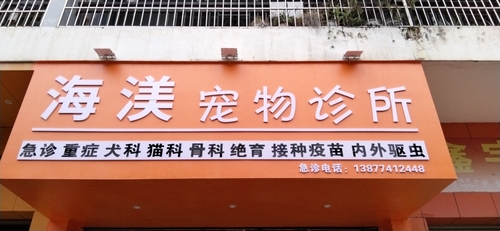 海渼 宠物诊所
急诊 重症 犬科 猫科 骨科 绝育 接种疫苗 内外驱虫
急诊电话：13877412448